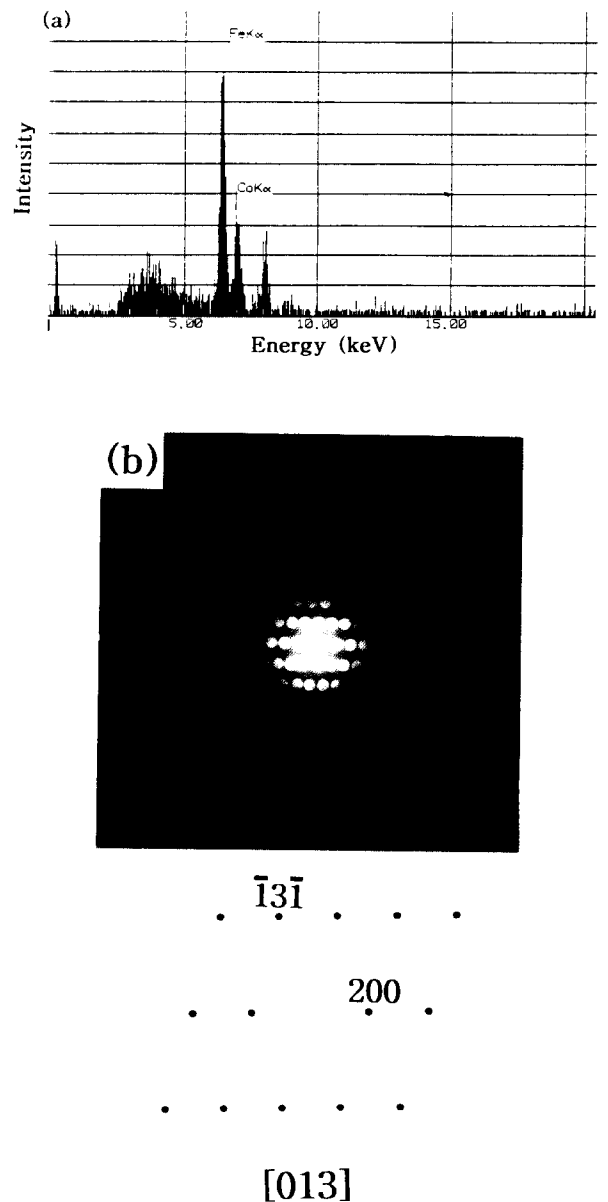 (a)
FeKα
CoKα
Intensity
5.00 10.00 15.00
Energy (keV)
(b)
1̄31̄
200
[013]